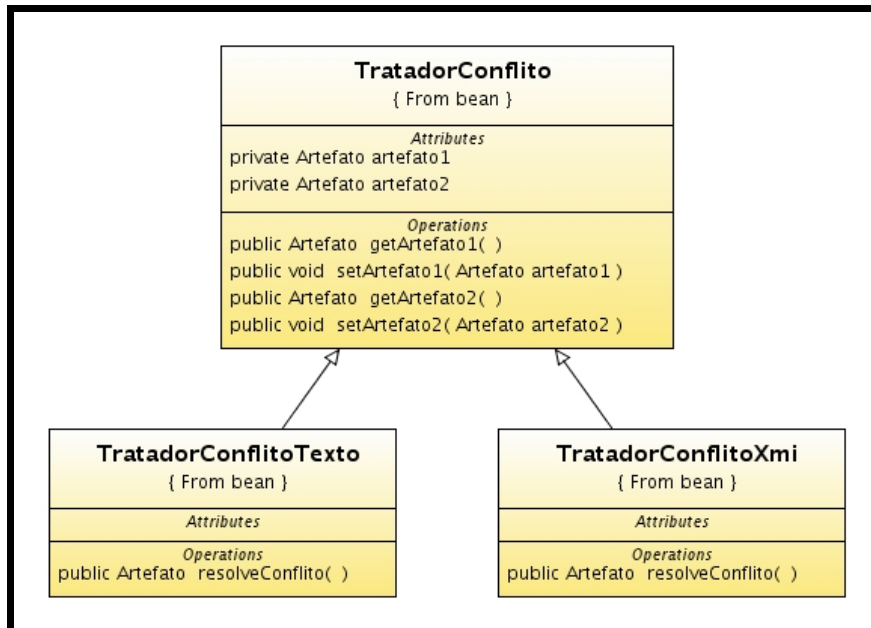 TratadorConflito
{ From bean }
Attributes
private Artefato artefato1
private Artefato artefato2
Operations
public Artefato getArtefato1( )
public void setArtefato1( Artefato artefato1 )
public Artefato getArtefato2( )
public void setArtefato2( Artefato artefato2 )
TratadorConflitoTexto
{ From bean }
Attributes
Operations
public Artefato resolveConflito( )
TratadorConflitoXmi
{ From bean }
Attributes
Operations
public Artefato resolveConflito( )